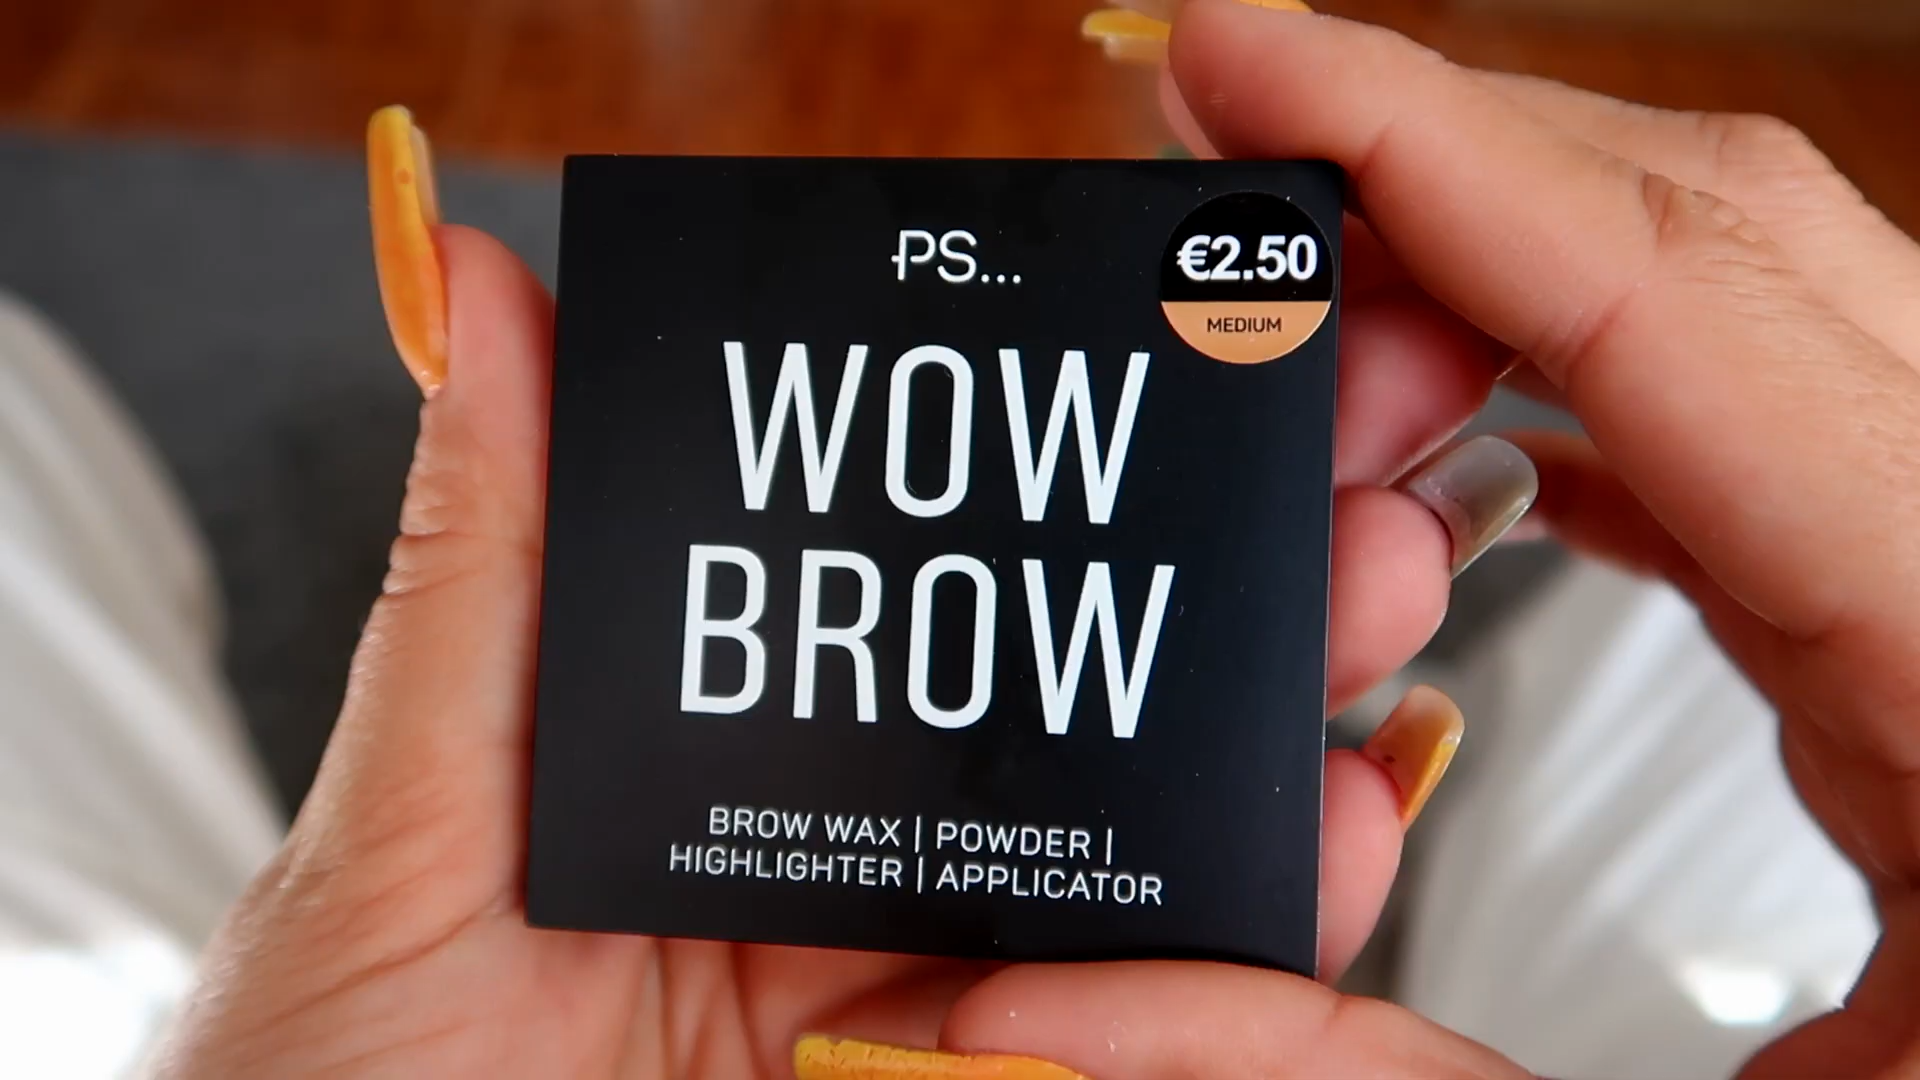 PS...
€2.50
MEDIUM
WOW
BROW
BROW WAX | POWDER |
HIGHLIGHTER | APPLICATOR